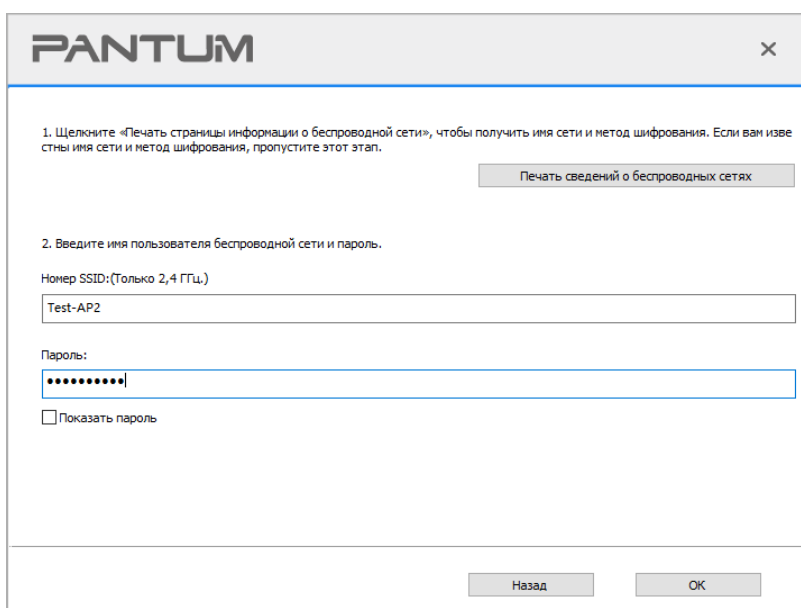 PANTUM
1. Щелкните «Печать страницы информации о беспроводной сети», чтобы получить имя сети и метод шифрования. Если вам изве
стны имя сети и метод шифрования, пропустите этот этап.
Печать сведений о беспроводных сетях
2. Введите имя пользователя беспроводной сети и пароль.
Номер SSID:(Только 2,4 ГГц.)
Test-AP2
Пароль:
••••••••••
Показать пароль
Назад
OK